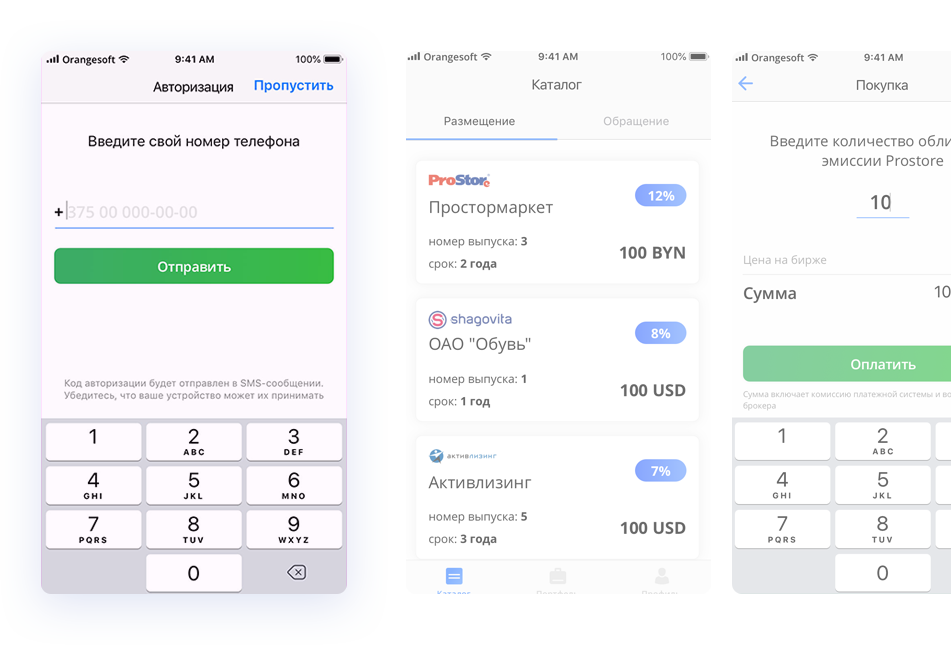 Orangesoft 9:41 AM 100%
Авторизация Пропустить
Введите свой номер телефона
+375 00 000-00-00
Отправить
Код авторизации будет отправлен в SMS-сообщении.
Убедитесь, что ваше устройство может их принимать
1 2 3
ABC DEF
4 5 6
GHI JKL MNO
7 8 9
PQRS TUV WXYZ
0
Orangesoft 9:41 AM 100%
Каталог
Размещение Обращение
ProStore
12%
Простормаркет
номер выпуска: 3
100 BYN
срок: 2 года
shagovita
8%
ОАО "Обувь"
номер выпуска: 1
100 USD
срок: 1 год
активлизинг
7%
Активлизинг
номер выпуска: 5
100 USD
срок: 3 года
Каталог
Orangesoft 9:41 AM
Покупка
Введите количество обли
эмиссии Prostore
10
Цена на бирже
Сумма 10
Оплатить
Сумма включает комиссию платежной системы и во
брокера
1 2
ABC
4 5
GHI JKL
7 8
PQRS TUV
0